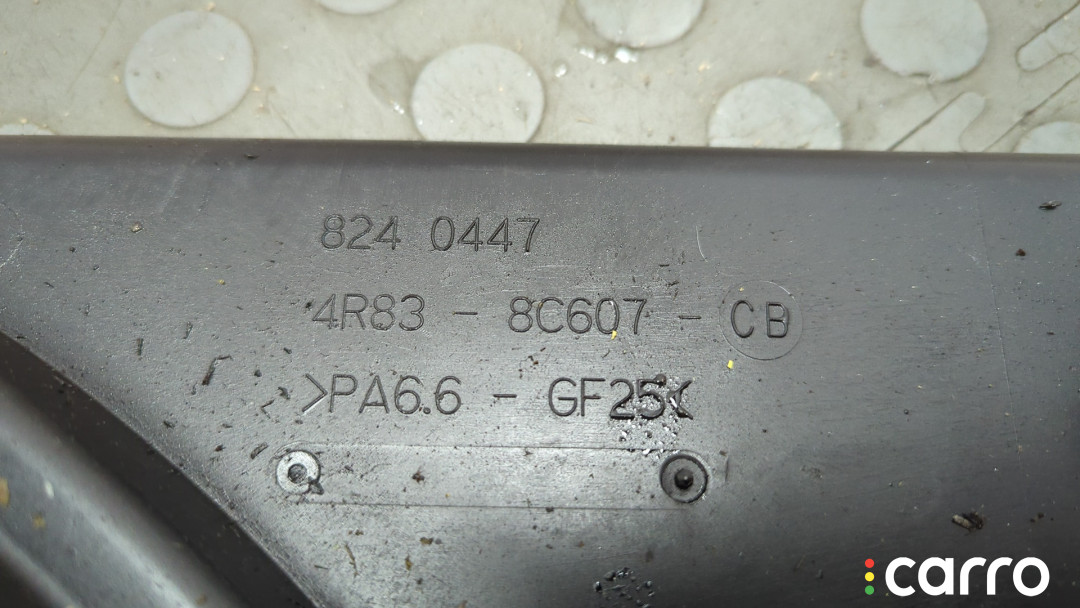 824 0447
4R83 - 8C607 - CB
>PA6.6 - GF25<
carro